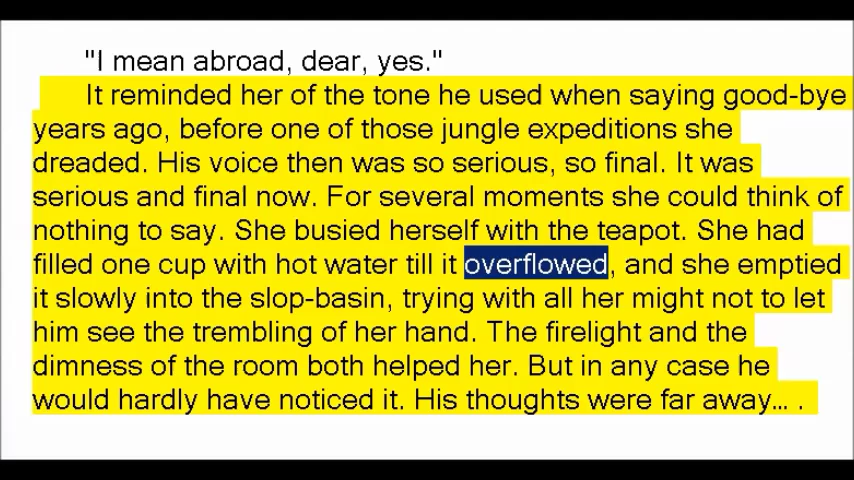 "I mean abroad, dear, yes."
It reminded her of the tone he used when saying good-bye
years ago, before one of those jungle expeditions she
dreaded. His voice then was so serious, so final. It was
serious and final now. For several moments she could think of
nothing to say. She busied herself with the teapot. She had
filled one cup with hot water till it overflowed, and she emptied
it slowly into the slop-basin, trying with all her might not to let
him see the trembling of her hand. The firelight and the
dimness of the room both helped her. But in any case he
would hardly have noticed it. His thoughts were far away... .